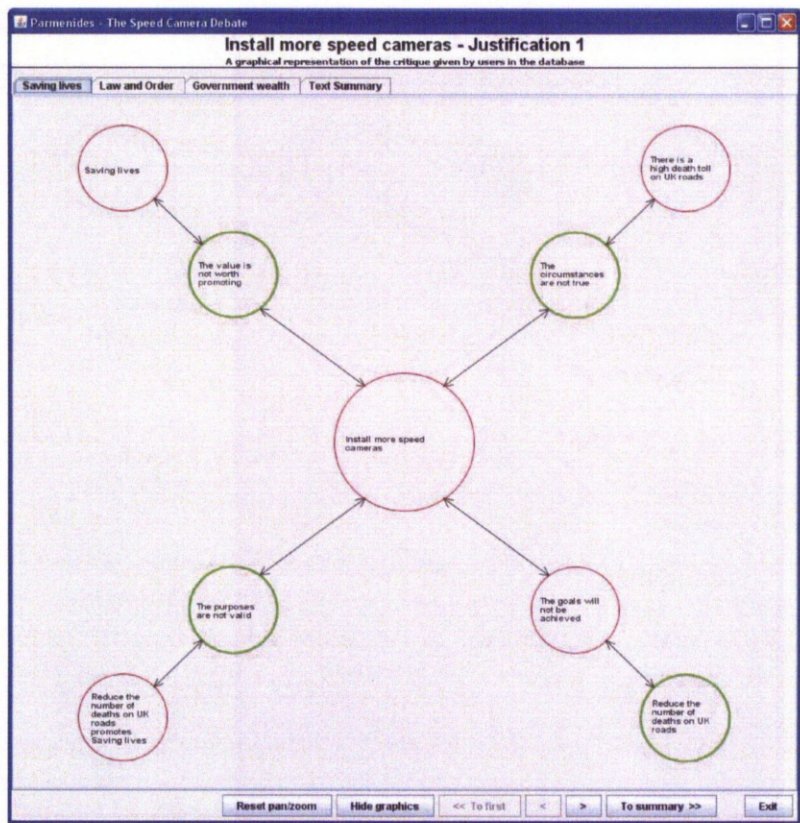 Parmenides - The Speed Camera Debate
Install more speed cameras - Justification 1
A graphical representation of the critique given by users in the database
Saving lives
Law and Order
Government wealth
Text Summary
Saving lives
There is a
high death toll
on UK roads
The value is
not worth
promoting
The
circumstances
are not true
Install more speed
cameras
The purposes
are not valid
The goals will
not be
achieved
Reduce the
number of
deaths on UK
roads
promotes
Saving lives
Reduce the
number of
deaths on UK
roads
Reset pan/zoom
Hide graphics
<< To first
<
>
To summary >>
Exit